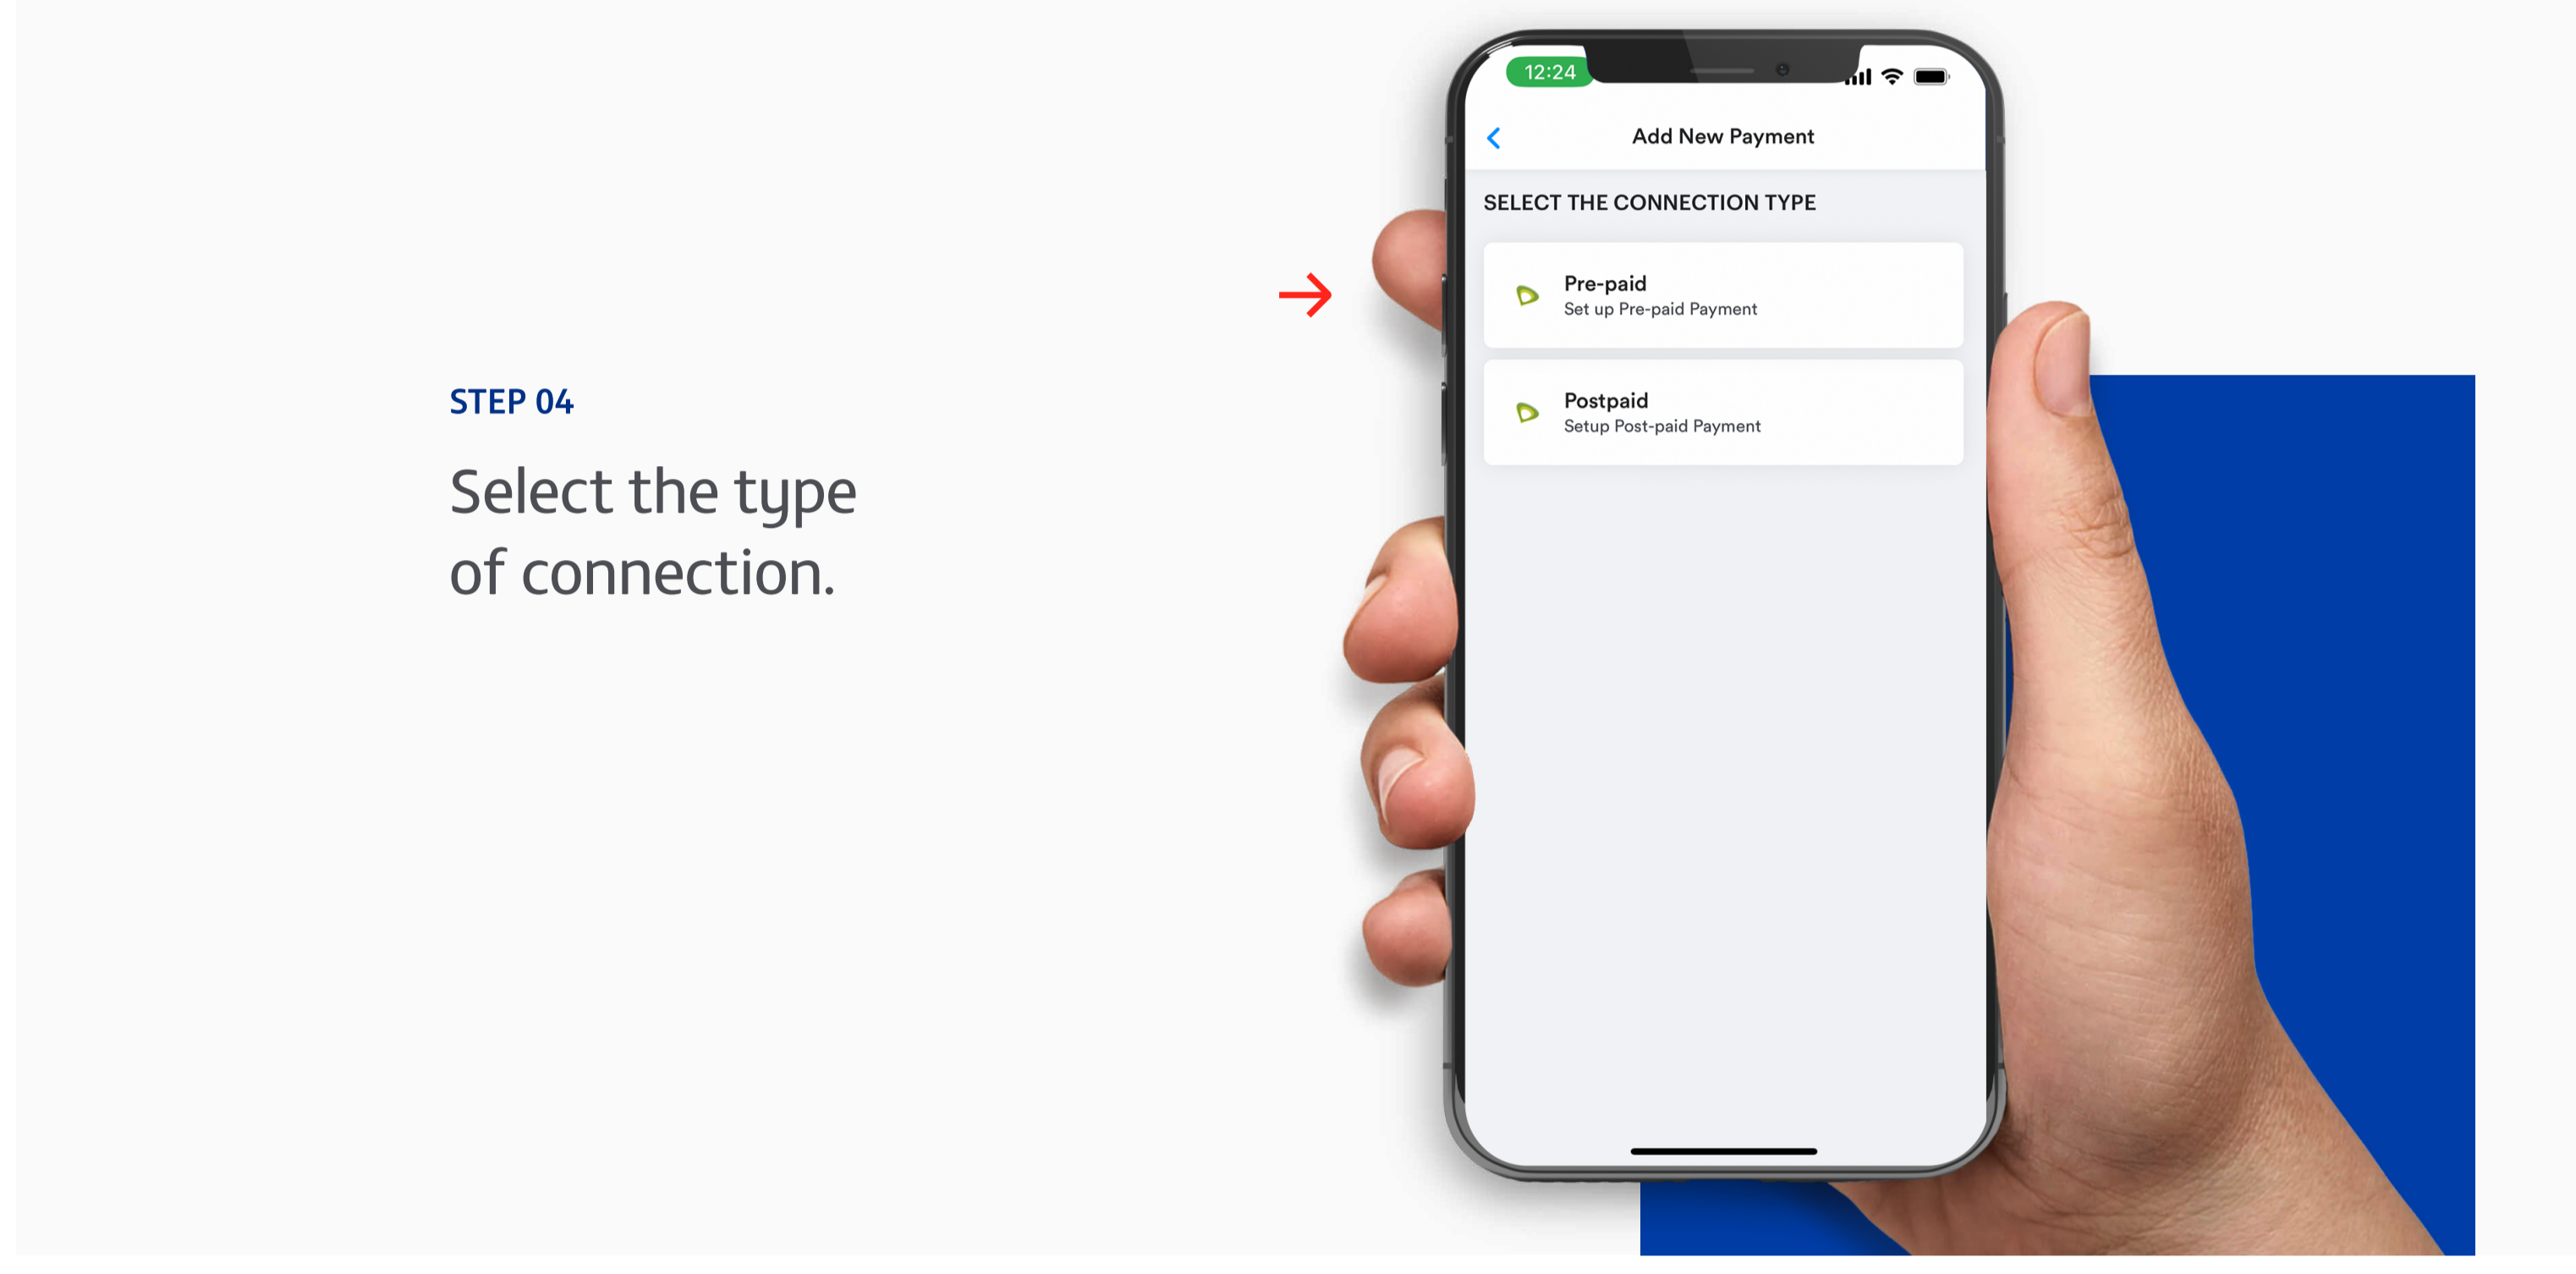 STEP 04
Select the type
of connection.
12:24
Add New Payment
SELECT THE CONNECTION TYPE
Pre-paid
Set up Pre-paid Payment
Postpaid
Setup Post-paid Payment